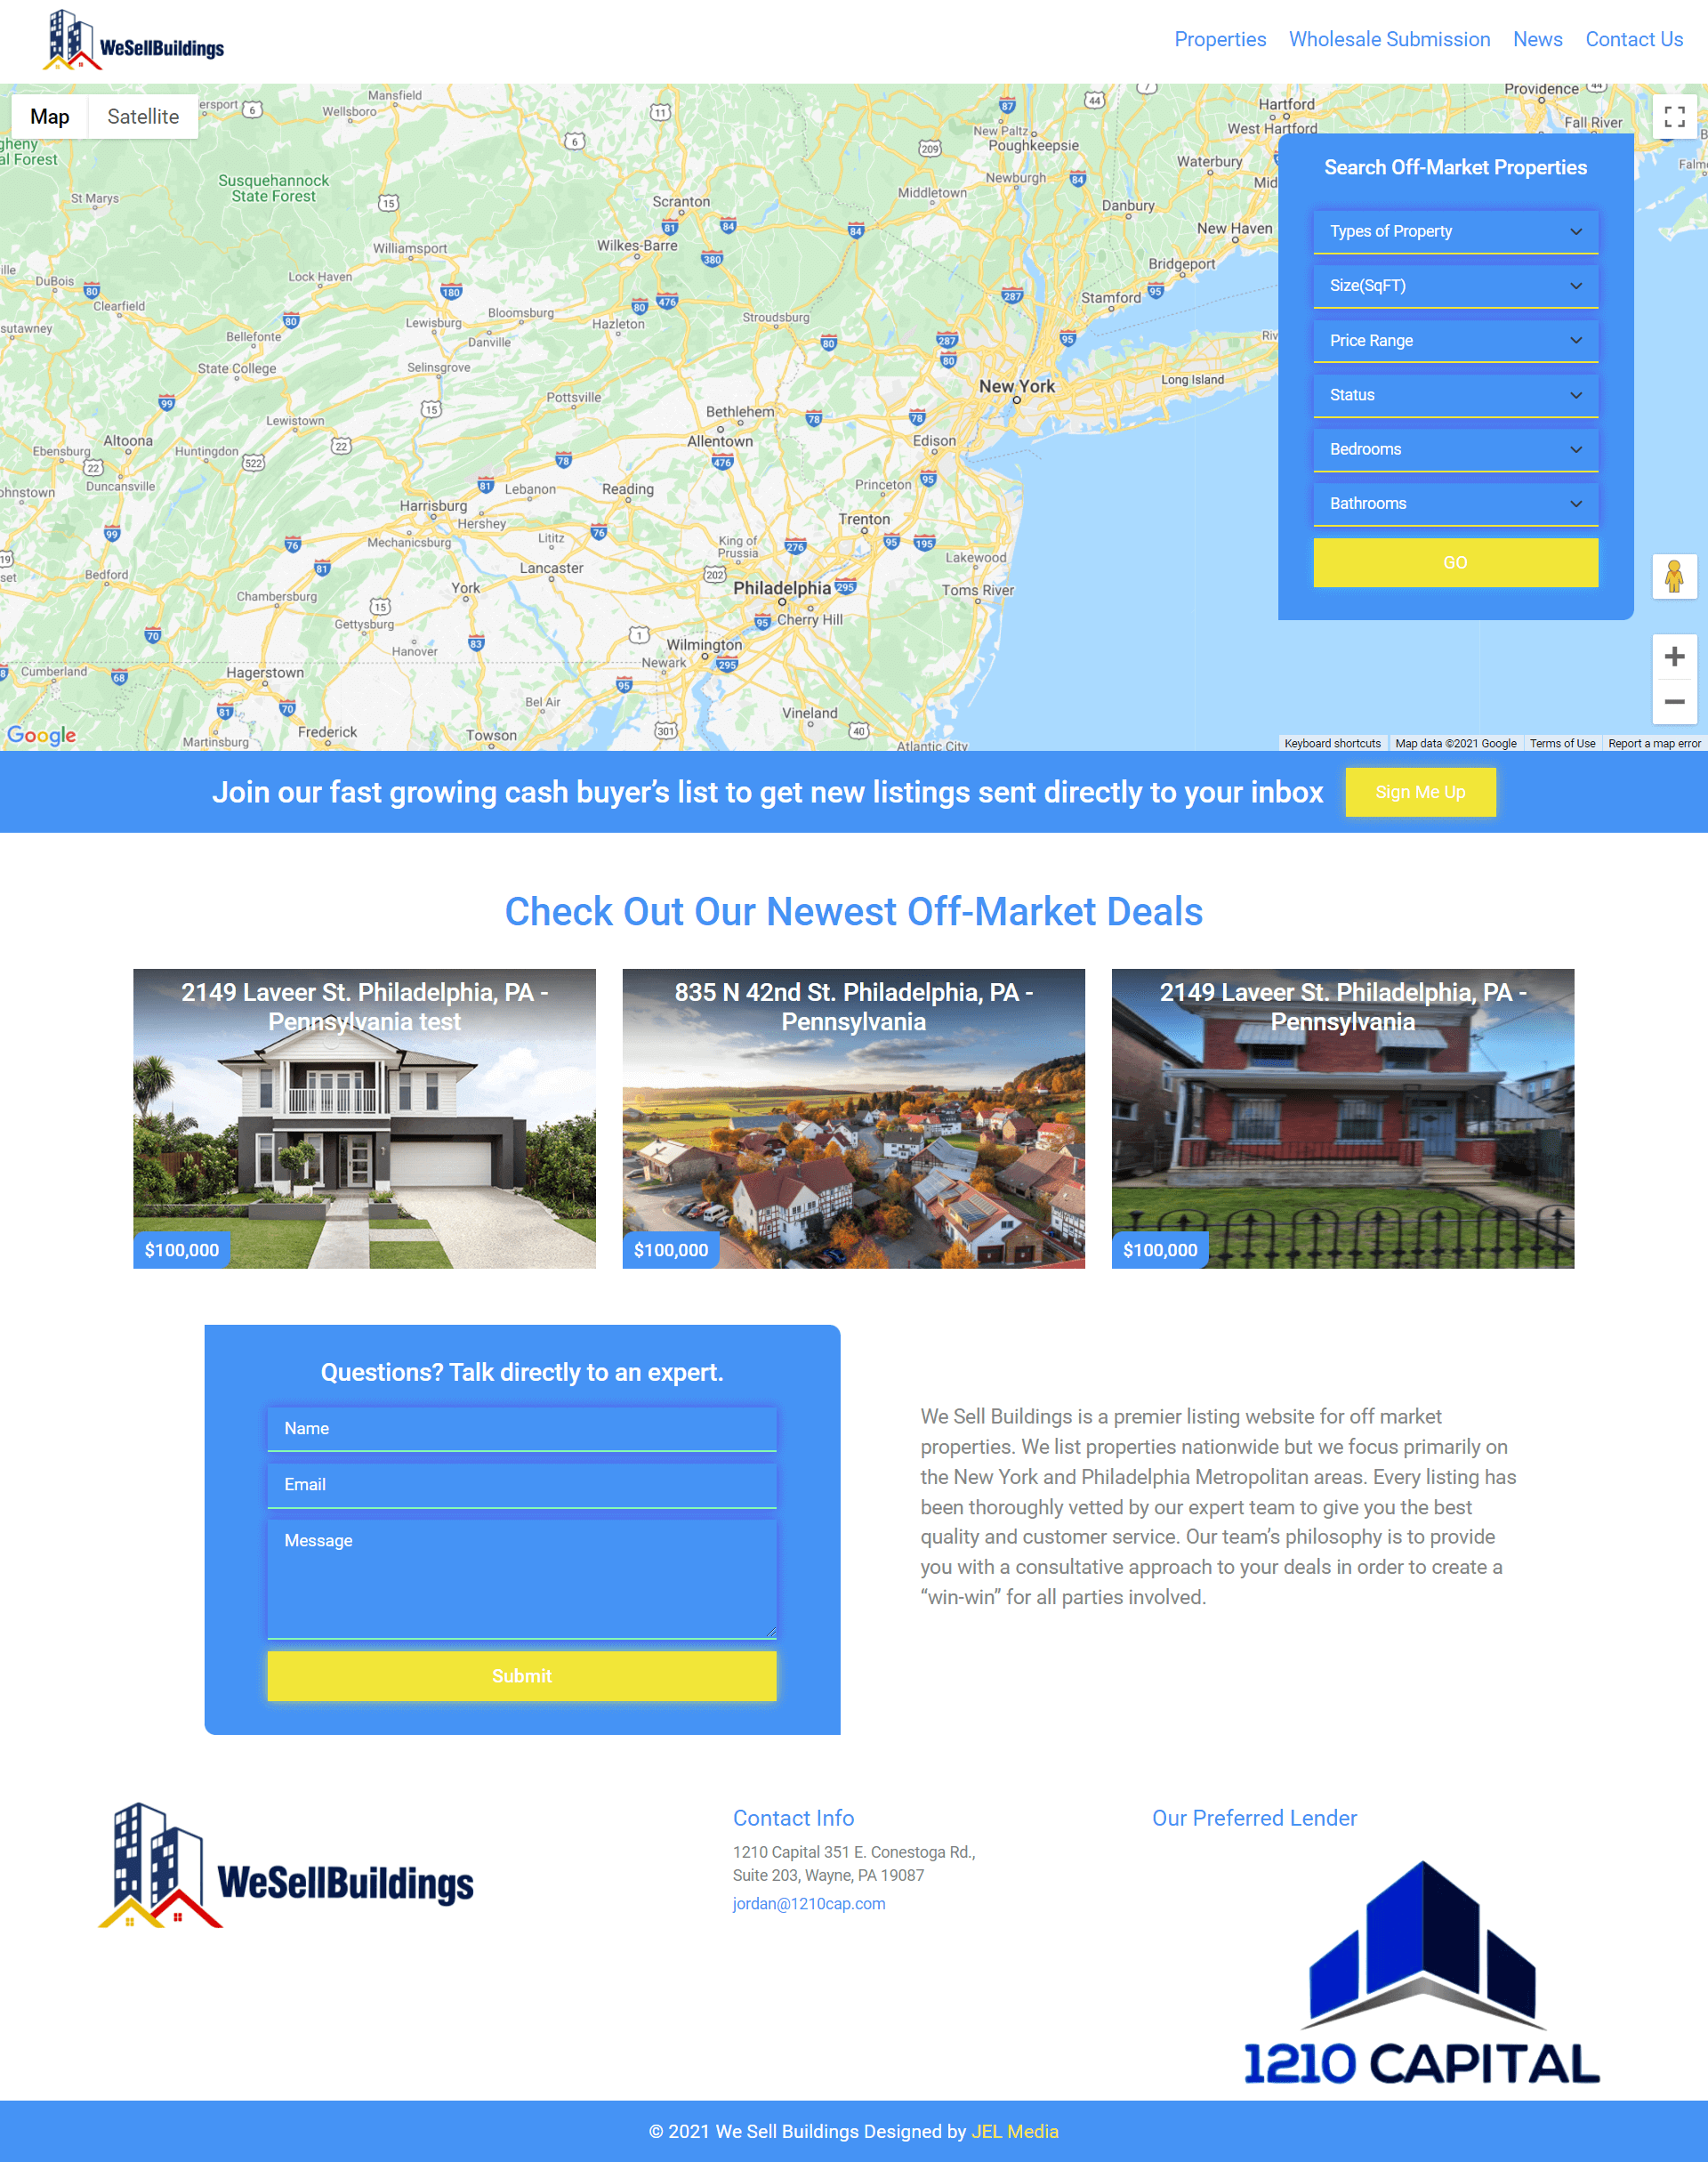 WeSellBuildings
Properties Wholesale Submission News Contact Us
Map Satellite
Search Off-Market Properties
Types of Property
Size(SqFT)
Price Range
Status
Bedrooms
Bathrooms
GO
Mansfield
Wellsboro
Susquehannock
State Forest
St Marys
Williamsport
Lock Haven
DuBois
Clearfield
Bellefonte
State College
Lewisburg
Bloomsburg
Danville
Selinsgrove
Hazleton
Scranton
Wilkes-Barre
Stroudsburg
Pottsville
Bethlehem
Allentown
Lewistown
Altoona
Ebensburg
Huntingdon
Duncansville
Harrisburg
Hershey
Mechanicsburg
Lebanon
Reading
Lititz
Lancaster
King of
Prussia
York
Bedford
Chambersburg
Gettysburg
Hanover
Cumberland
Hagerstown
Martinsburg
Frederick
Towson
Bel Air
Newark
Wilmington
Philadelphia
Cherry Hill
Vineland
Atlantic City
Toms River
Lakewood
Trenton
Princeton
Edison
New York
Long Island
Stamford
Bridgeport
New Haven
Danbury
Waterbury
Hartford
West Hartford
New Paltz
Poughkeepsie
Newburgh
Middletown
Providence
Fall River
Google
Keyboard shortcuts Map data ©2021 Google Terms of Use Report a map error
Join our fast growing cash buyer’s list to get new listings sent directly to your inbox Sign Me Up
Check Out Our Newest Off-Market Deals
2149 Laveer St. Philadelphia, PA -
Pennsylvania test
$100,000
835 N 42nd St. Philadelphia, PA -
Pennsylvania
$100,000
2149 Laveer St. Philadelphia, PA -
Pennsylvania
$100,000
Questions? Talk directly to an expert.
Name
Email
Message
Submit
We Sell Buildings is a premier listing website for off market
properties. We list properties nationwide but we focus primarily on
the New York and Philadelphia Metropolitan areas. Every listing has
been thoroughly vetted by our expert team to give you the best
quality and customer service. Our team’s philosophy is to provide
you with a consultative approach to your deals in order to create a
“win-win” for all parties involved.
WeSellBuildings
Contact Info
1210 Capital 351 E. Conestoga Rd.,
Suite 203, Wayne, PA 19087
jordan@1210cap.com
Our Preferred Lender
1210 CAPITAL
© 2021 We Sell Buildings Designed by JEL Media